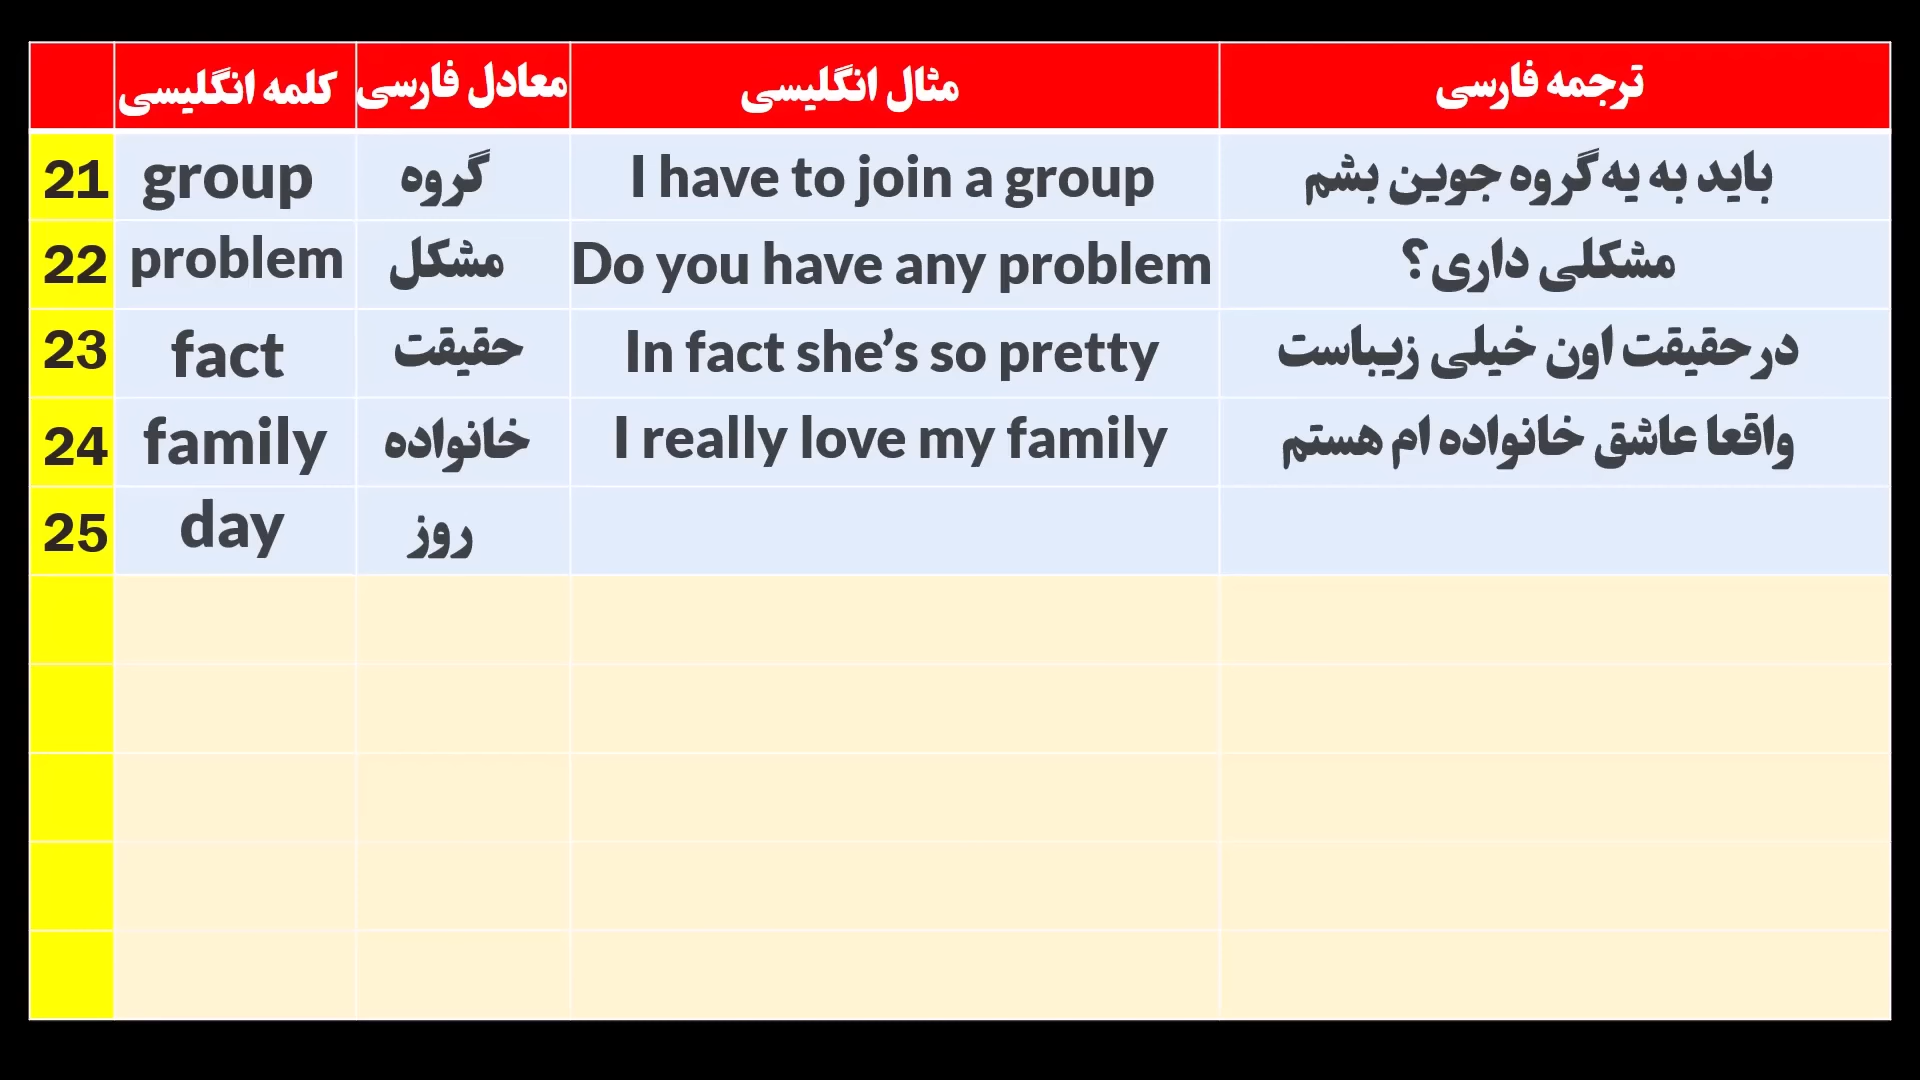 کلمه انگلیسی معادل فارسی مثال انگلیسی ترجمه فارسی
21 group گروه I have to join a group باید به یه گروه جوین بشم
22 problem مشکل Do you have any problem مشکلی داری؟
23 fact حقیقت In fact she’s so pretty در حقیقت اون خیلی زیباست
24 family خانواده I really love my family واقعا عاشق خانواده ام هستم
25 day روز